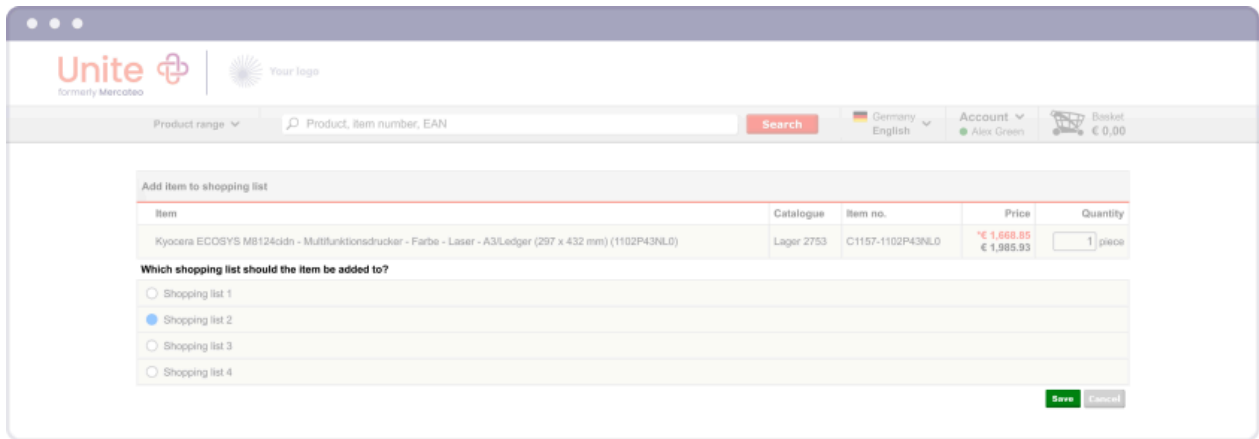 Unite
formerly Mercateo
Your logo
Product range
Product, item number, EAN
Search
Germany
English
Account
Alex Green
Basket
€ 0,00
Add item to shopping list
Item Catalogue Item no. Price Quantity
Kyocera ECOSYS M8124cidn - Multifunktionsdrucker - Farbe - Laser - A3/Ledger (297 x 432 mm) (1102P43NL0) Lager 2753 C1157-1102P43NL0 *€ 1,668.85 1 piece
€ 1,985.93
Which shopping list should the item be added to?
Shopping list 1
Shopping list 2
Shopping list 3
Shopping list 4
Save Cancel